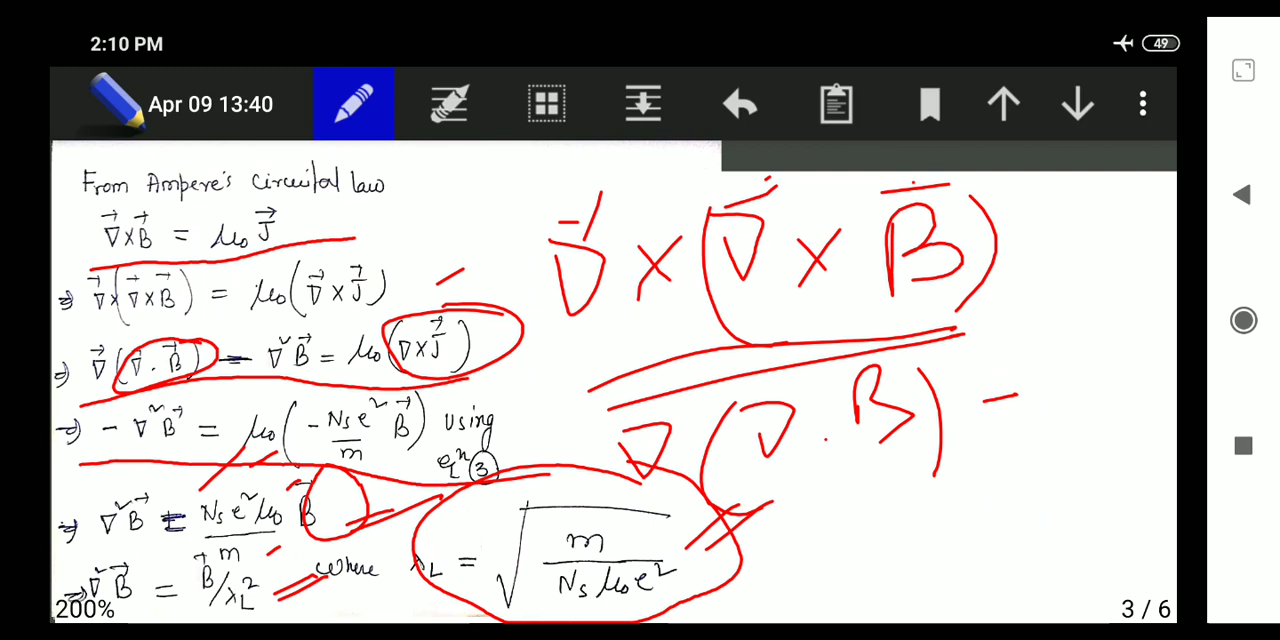 2:10 PM
49
Apr 09 13:40
From Ampere's circuital law
∇⃗×B⃗ = μ₀J⃗
⇒ ∇⃗×(∇⃗×B⃗) = μ₀(∇⃗×J⃗)
⇒ ∇⃗(∇⃗.B⃗) - ∇²B⃗ = μ₀(∇×J⃗)
⇒ -∇²B⃗ = μ₀(-Nₛe²/m B⃗) using eqⁿ 3
⇒ ∇²B⃗ = Nₛe²μ₀/m B⃗
⇒ ∇²B⃗ = B⃗/λ_L² where λ_L = √(m/Nₛμ₀e²)
∇⃗ × (∇⃗ × B⃗)
∇(∇.B) -
200%
3 / 6